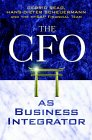 CEDRIC READ,
HANS-DIETER SCHEUERMANN
AND THE mySAP FINANCIAL TEAM
THE
CFO
AS
BUSINESS
INTEGRATOR